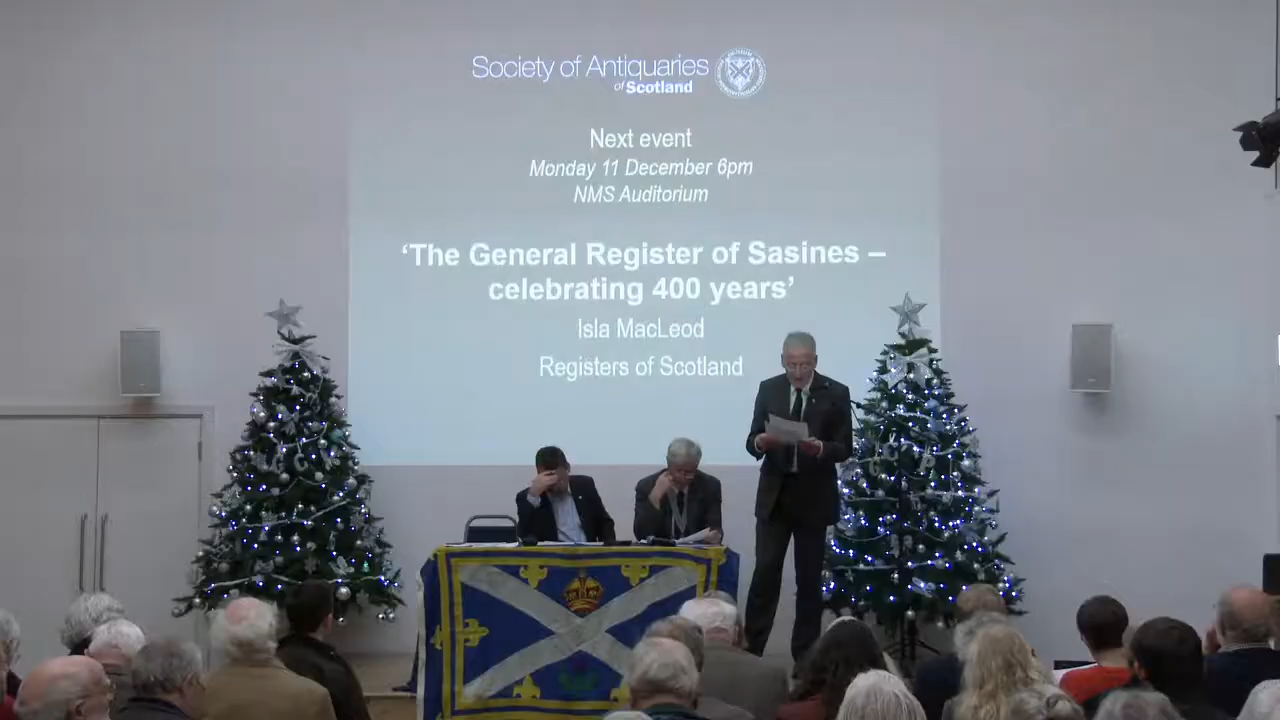 Society of Antiquaries
of Scotland
Next event
Monday 11 December 6pm
NMS Auditorium
‘The General Register of Sasines –
celebrating 400 years’
Isla MacLeod
Registers of Scotland